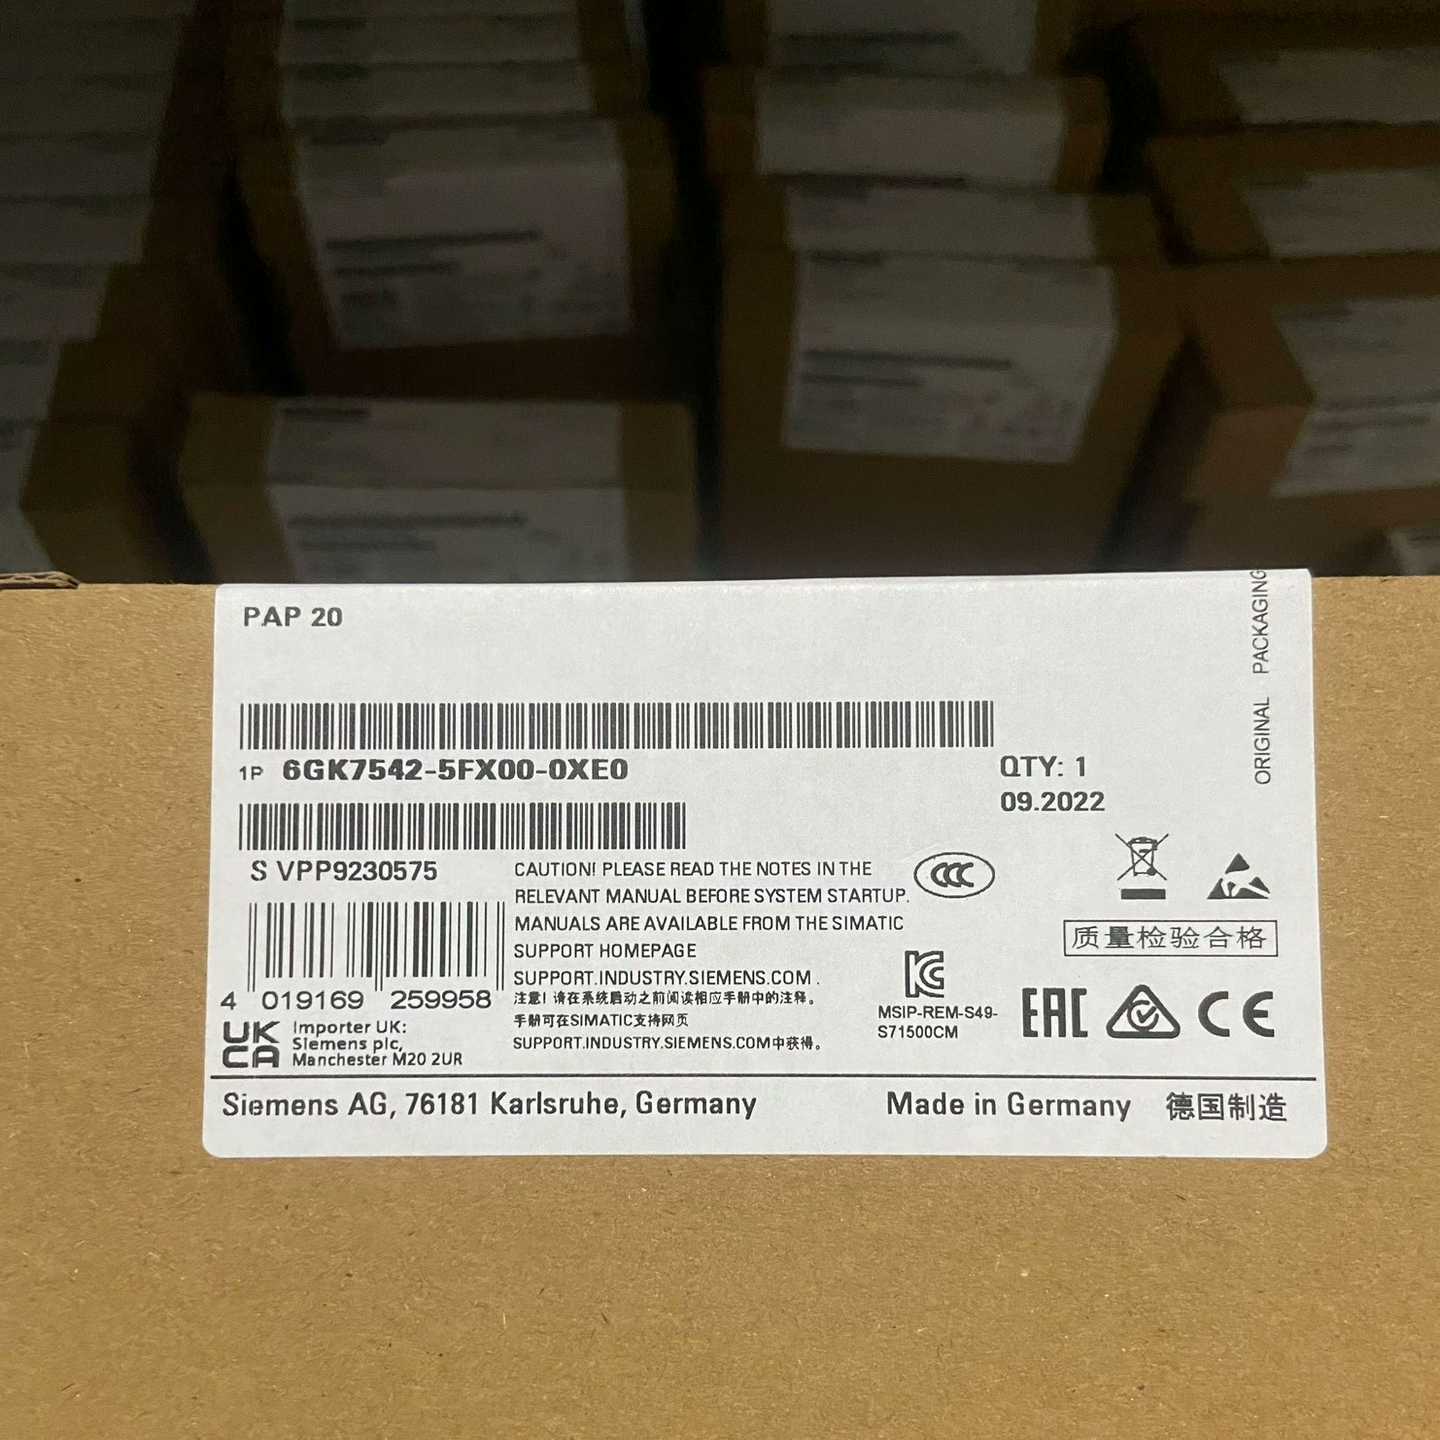 PAP 20
ORIGINAL PACKAGING
1P 6GK7542-5FX00-0XE0
QTY: 1
09.2022
S VPP9230575
CAUTION! PLEASE READ THE NOTES IN THE
RELEVANT MANUAL BEFORE SYSTEM STARTUP.
MANUALS ARE AVAILABLE FROM THE SIMATIC
SUPPORT HOMEPAGE
SUPPORT.INDUSTRY.SIEMENS.COM .
注意! 请在系统启动之前阅读相应手册中的注释。
手册可在SIMATIC支持网页
SUPPORT.INDUSTRY.SIEMENS.COM中获得。
CCC
质量检验合格
4 019169 259958
UK
CA
Importer UK:
Siemens plc,
Manchester M20 2UR
MSIP-REM-S49-
S71500CM
EAC
CE
Siemens AG, 76181 Karlsruhe, Germany
Made in Germany 德国制造